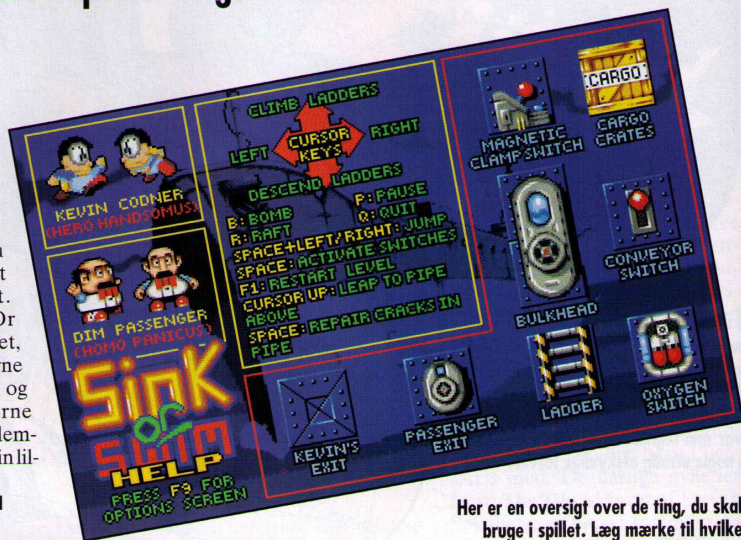 KEVIN CODNER
(HERO HANDSOMUS)
DIM PASSENGER
(HOMO PANICUS)
Sink
or
SWIM
HELP
PRESS F9 FOR
OPTIONS SCREEN
CLIMB LADDERS
LEFT
CURSOR
KEYS
RIGHT
DESCEND LADDERS
B: BOMB
P: PAUSE
R: RAFT
Q: QUIT
SPACE+LEFT/RIGHT: JUMP
SPACE: ACTIVATE SWITCHES
F1: RESTART LEVEL
CURSOR UP: LEAP TO PIPE
ABOVE
SPACE: REPAIR CRACKS IN
PIPE
MAGNETIC
CLAMP SWITCH
CARGO
CARGO
CRATES
BULKHEAD
CONVEYOR
SWITCH
KEVIN'S
EXIT
PASSENGER
EXIT
LADDER
OXYGEN
SWITCH
et,
og
Her er en oversigt over de ting, du skal
bruge i spillet. Læg mærke til hvilke